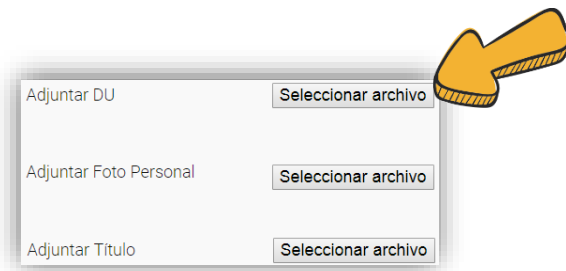 Adjuntar DU Seleccionar archivo
Adjuntar Foto Personal Seleccionar archivo
Adjuntar Título Seleccionar archivo